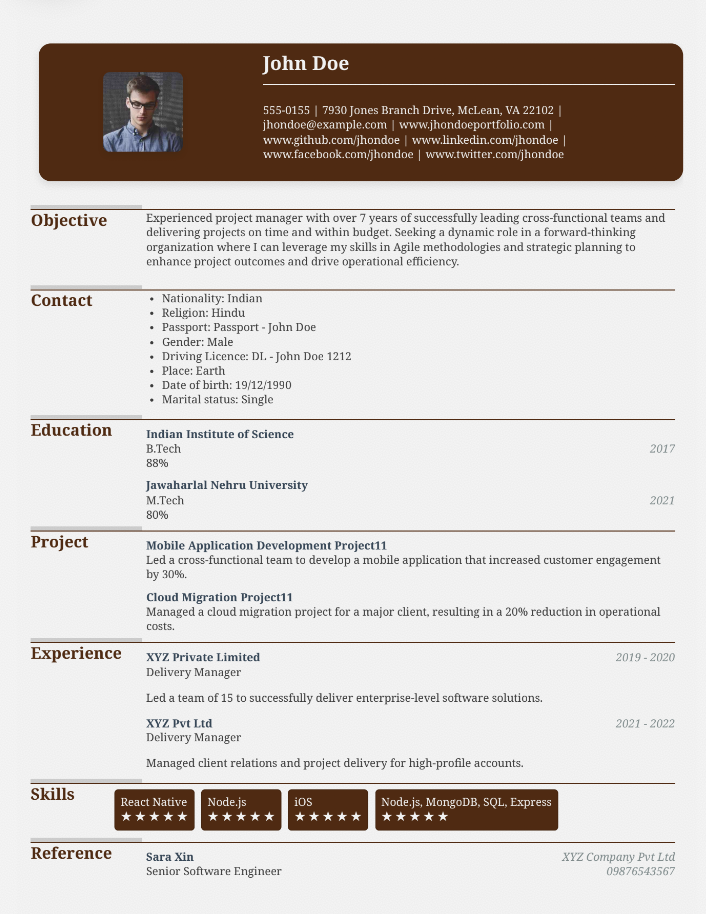 John Doe
555-0155 | 7930 Jones Branch Drive, McLean, VA 22102 |
jhondoe@example.com | www.jhondoeportfolio.com |
www.github.com/jhondoe | www.linkedin.com/jhondoe |
www.facebook.com/jhondoe | www.twitter.com/jhondoe
Objective
Experienced project manager with over 7 years of successfully leading cross-functional teams and
delivering projects on time and within budget. Seeking a dynamic role in a forward-thinking
organization where I can leverage my skills in Agile methodologies and strategic planning to
enhance project outcomes and drive operational efficiency.
Contact
• Nationality: Indian
• Religion: Hindu
• Passport: Passport - John Doe
• Gender: Male
• Driving Licence: DL - John Doe 1212
• Place: Earth
• Date of birth: 19/12/1990
• Marital status: Single
Education
Indian Institute of Science
B.Tech 2017
88%
Jawaharlal Nehru University
M.Tech 2021
80%
Project
Mobile Application Development Project11
Led a cross-functional team to develop a mobile application that increased customer engagement
by 30%.
Cloud Migration Project11
Managed a cloud migration project for a major client, resulting in a 20% reduction in operational
costs.
Experience
XYZ Private Limited 2019 - 2020
Delivery Manager
Led a team of 15 to successfully deliver enterprise-level software solutions.
XYZ Pvt Ltd 2021 - 2022
Delivery Manager
Managed client relations and project delivery for high-profile accounts.
Skills
React Native
★★★★★
Node.js
★★★★★
iOS
★★★★★
Node.js, MongoDB, SQL, Express
★★★★★
Reference
Sara Xin XYZ Company Pvt Ltd
Senior Software Engineer 09876543567